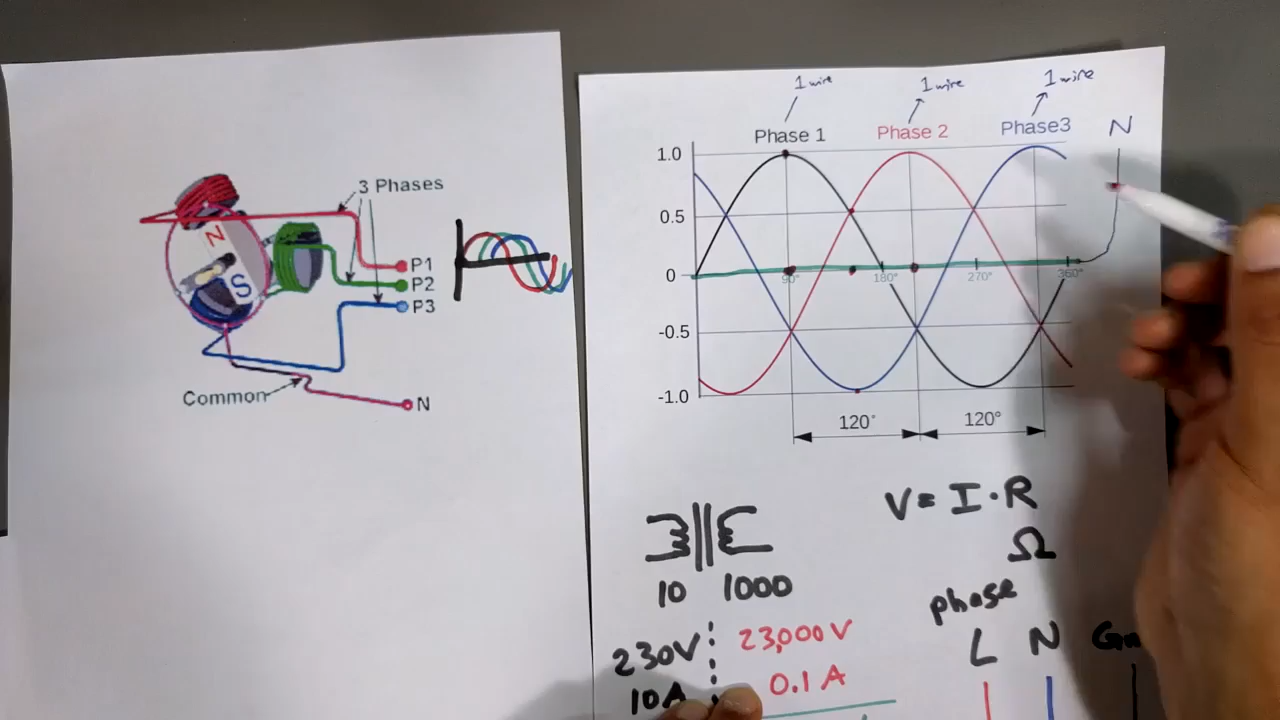 3 Phases
N
S
P1
P2
P3
Common
N
1 wire
1 wire
1 wire
Phase 1
Phase 2
Phase3
N
1.0
0.5
0
90°
180°
270°
360°
-0.5
-1.0
120°
120°
V = I · R
Ω
10
1000
phase
L
N
230V
23,000V
10A
0.1 A